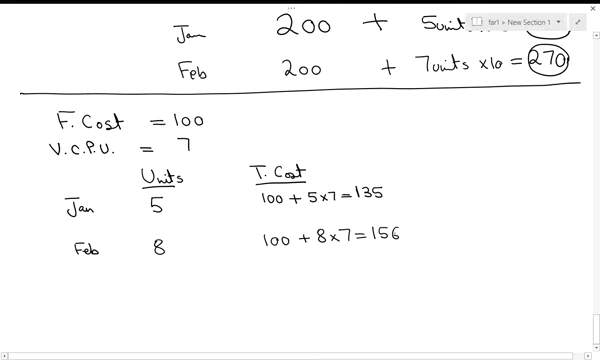 far1 > New Section 1
Jan 200 + 5units
Feb 200 + 7units x10 = 270
F. Cost = 100
V.C.P.U. = 7
Units T. Cost
Jan 5 100 + 5x7 = 135
Feb 8 100 + 8x7 = 156